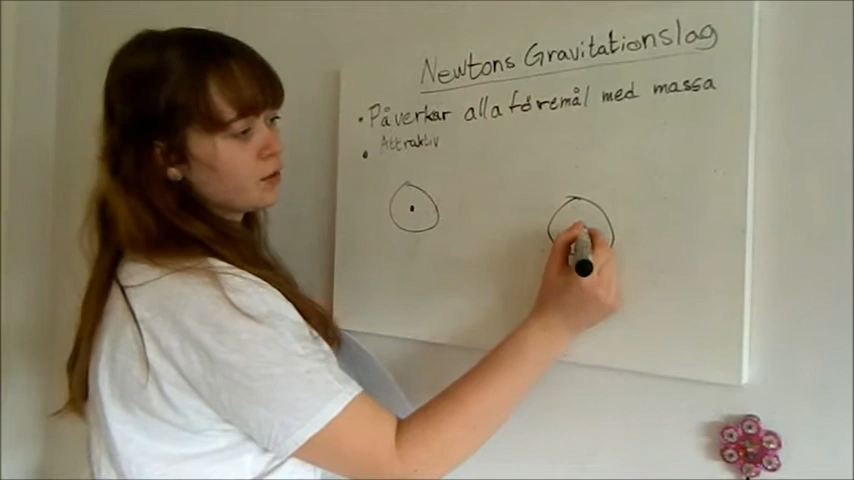 Newtons Gravitationslag
• Påverkar alla föremål med massa
• Attraktiv